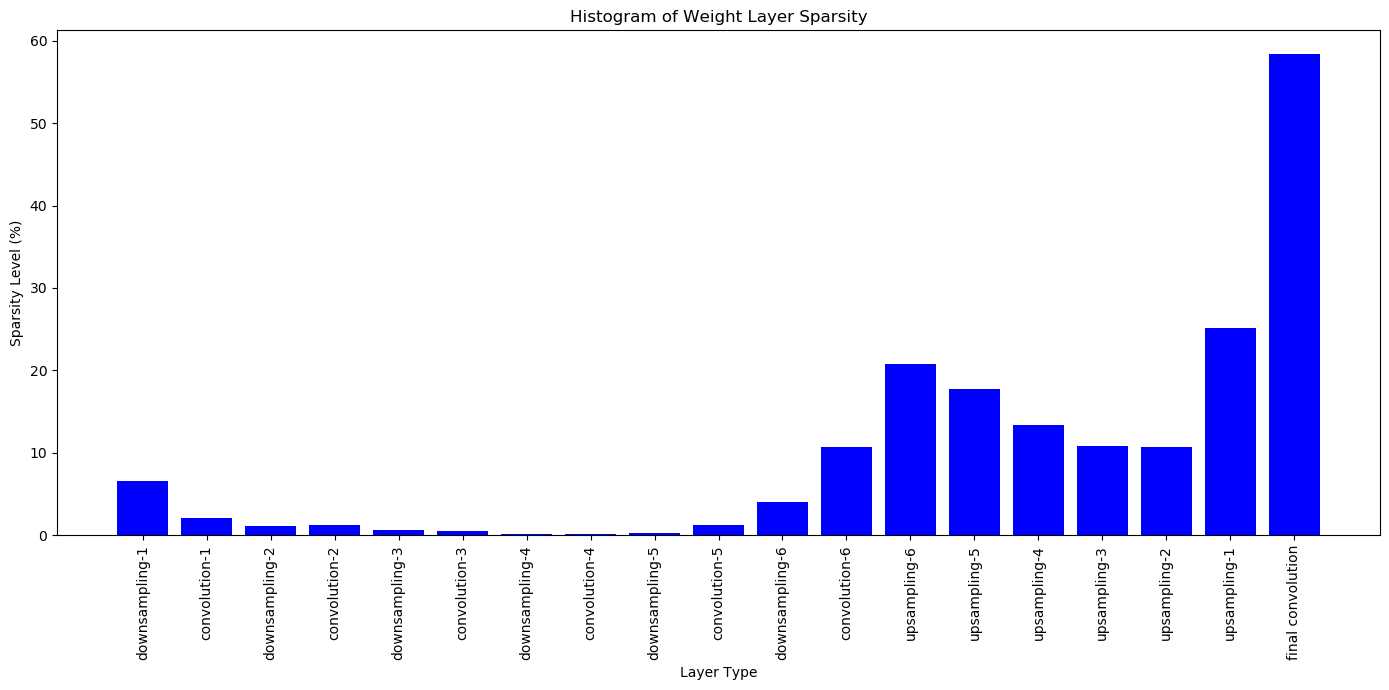 Histogram of Weight Layer Sparsity
Sparsity Level (%)
60
50
40
30
20
10
0
downsampling-1
convolution-1
downsampling-2
convolution-2
downsampling-3
convolution-3
downsampling-4
convolution-4
downsampling-5
convolution-5
downsampling-6
convolution-6
upsampling-6
upsampling-5
upsampling-4
upsampling-3
upsampling-2
upsampling-1
final convolution
Layer Type